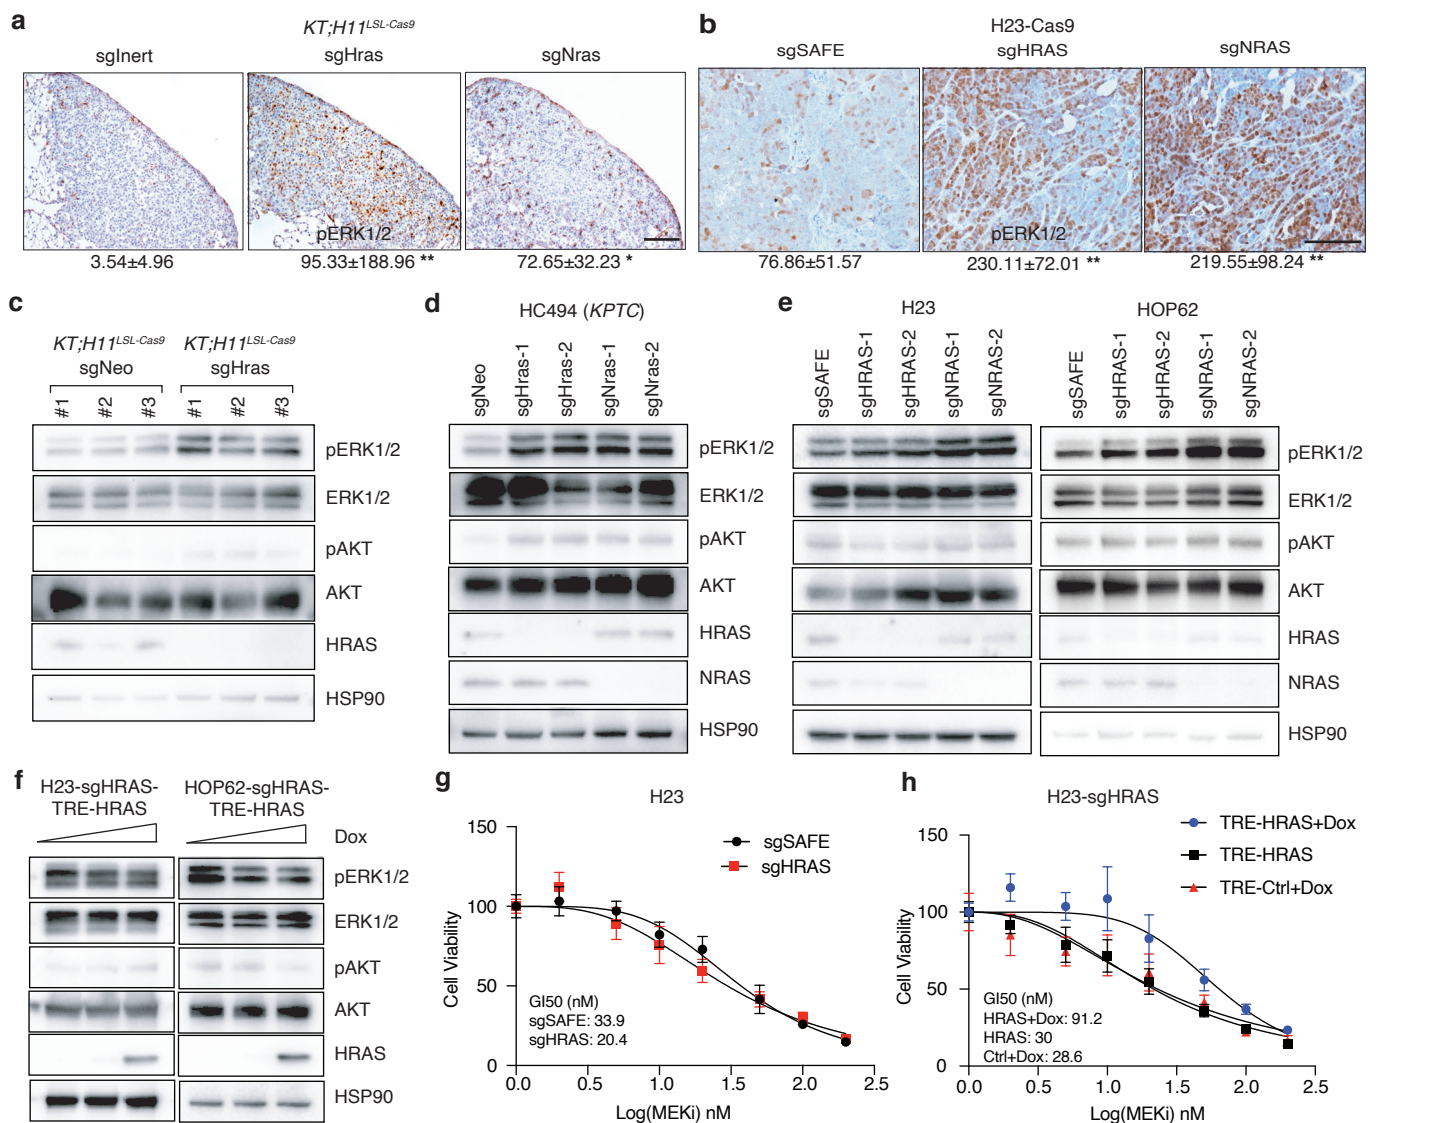 a
KT;H11LSL-Cas9
sgInert
sgHras
sgNras
pERK1/2
3.54±4.96
95.33±188.96 **
72.65±32.23 *
b
H23-Cas9
sgSAFE
sgHRAS
sgNRAS
pERK1/2
76.86±51.57
230.11±72.01 **
219.55±98.24 **
c
KT;H11LSL-Cas9
KT;H11LSL-Cas9
sgNeo
sgHras
#1
#2
#3
#1
#2
#3
pERK1/2
ERK1/2
pAKT
AKT
HRAS
HSP90
d
HC494 (KPTC)
sgNeo
sgHras-1
sgHras-2
sgNras-1
sgNras-2
pERK1/2
ERK1/2
pAKT
AKT
HRAS
NRAS
HSP90
e
H23
HOP62
sgSAFE
sgHRAS-1
sgHRAS-2
sgNRAS-1
sgNRAS-2
sgSAFE
sgHRAS-1
sgHRAS-2
sgNRAS-1
sgNRAS-2
pERK1/2
ERK1/2
pAKT
AKT
HRAS
NRAS
HSP90
f
H23-sgHRAS-
TRE-HRAS
HOP62-sgHRAS-
TRE-HRAS
Dox
pERK1/2
ERK1/2
pAKT
AKT
HRAS
HSP90
g
H23
150
100
50
0
Cell Viability
sgSAFE
sgHRAS
GI50 (nM)
sgSAFE: 33.9
sgHRAS: 20.4
0.0
0.5
1.0
1.5
2.0
2.5
Log(MEKi) nM
h
H23-sgHRAS
150
100
50
0
Cell Viability
TRE-HRAS+Dox
TRE-HRAS
TRE-Ctrl+Dox
GI50 (nM)
HRAS+Dox: 91.2
HRAS: 30
Ctrl+Dox: 28.6
0.0
0.5
1.0
1.5
2.0
2.5
Log(MEKi) nM